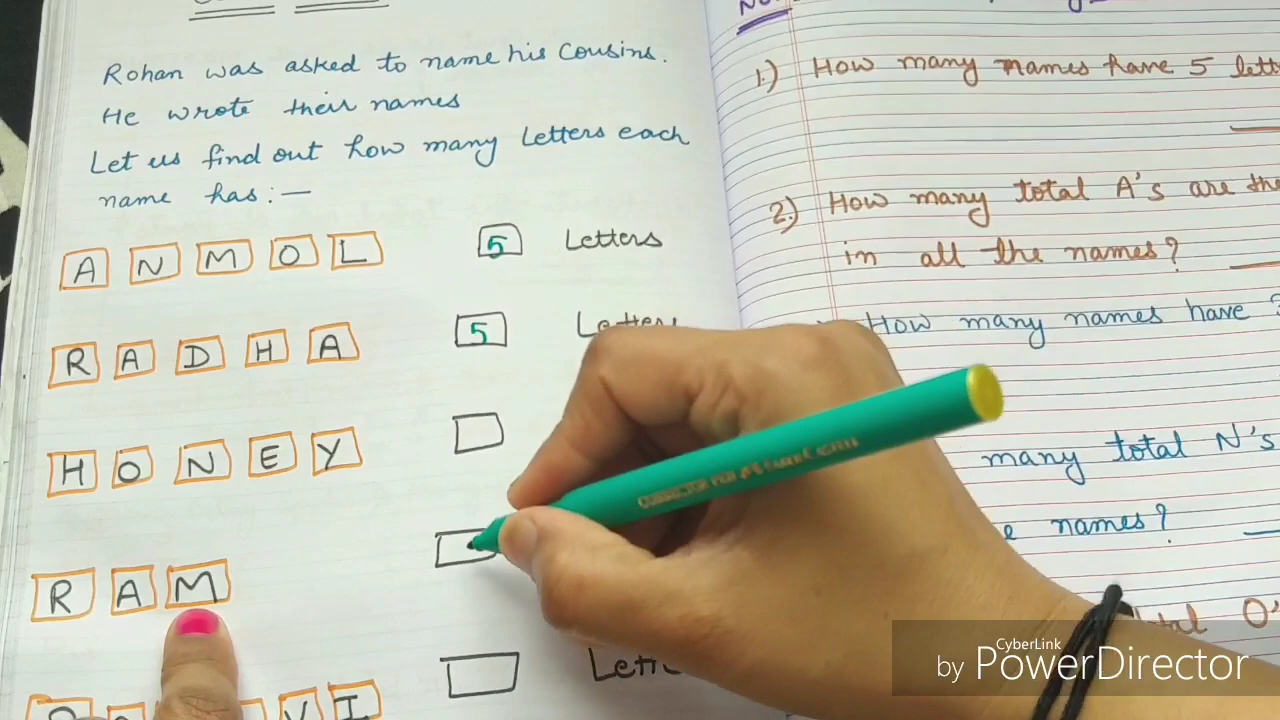 Rohan was asked to name his Cousins.
He wrote their names
Let us find out how many Letters each
name has:—
A N M O L 5 Letters
R A D H A 5 Letters
H O N E Y
R A M
V I
1) How many names have 5
2.) How many total A's are
in all the names?
How many names have
many total N's
names?
CyberLink
by PowerDirector